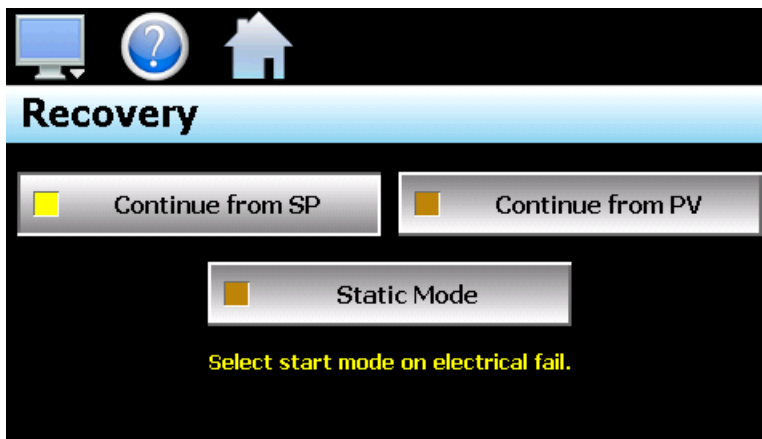 ?
Recovery
Continue from SP
Continue from PV
Static Mode
Select start mode on electrical fail.